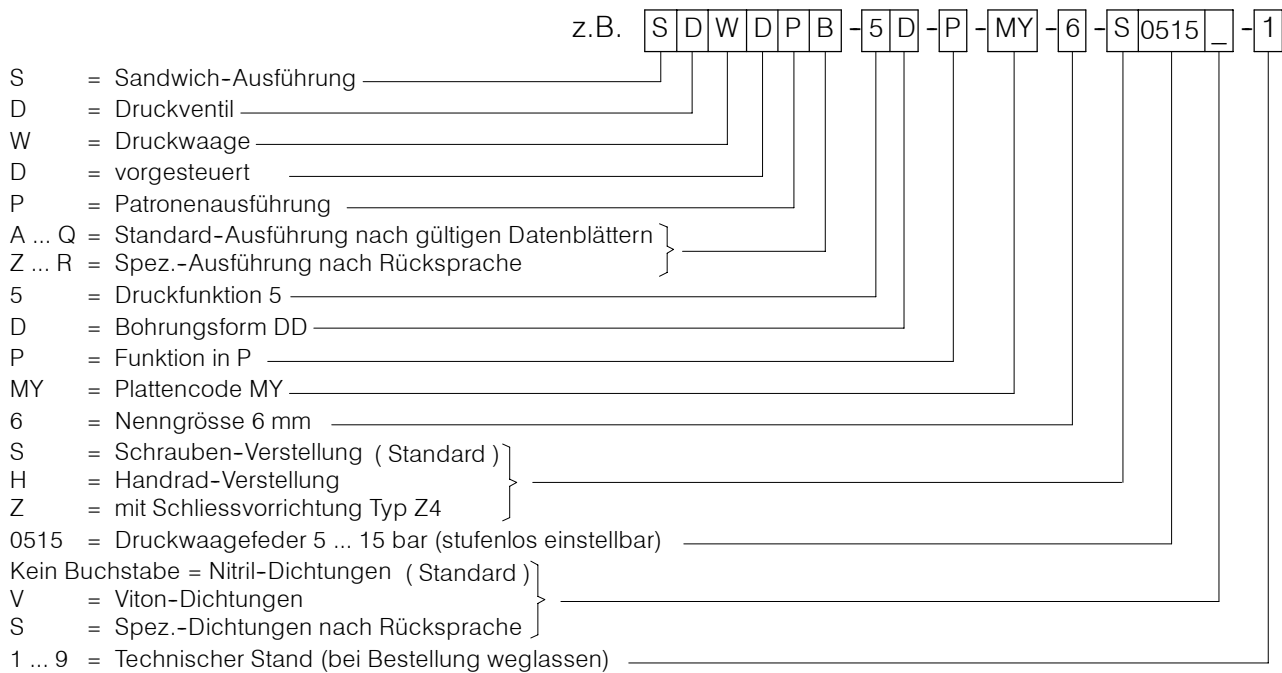 z.B. S D W D P B - 5 D - P - MY - 6 - S 0515 _ - 1
S = Sandwich-Ausführung
D = Druckventil
W = Druckwaage
D = vorgesteuert
P = Patronenausführung
A ... Q = Standard-Ausführung nach gültigen Datenblättern
Z ... R = Spez.-Ausführung nach Rücksprache
5 = Druckfunktion 5
D = Bohrungsform DD
P = Funktion in P
MY = Plattencode MY
6 = Nenngrösse 6 mm
S = Schrauben-Verstellung ( Standard )
H = Handrad-Verstellung
Z = mit Schliessvorrichtung Typ Z4
0515 = Druckwaagefeder 5 ... 15 bar (stufenlos einstellbar)
Kein Buchstabe = Nitril-Dichtungen ( Standard )
V = Viton-Dichtungen
S = Spez.-Dichtungen nach Rücksprache
1 ... 9 = Technischer Stand (bei Bestellung weglassen)